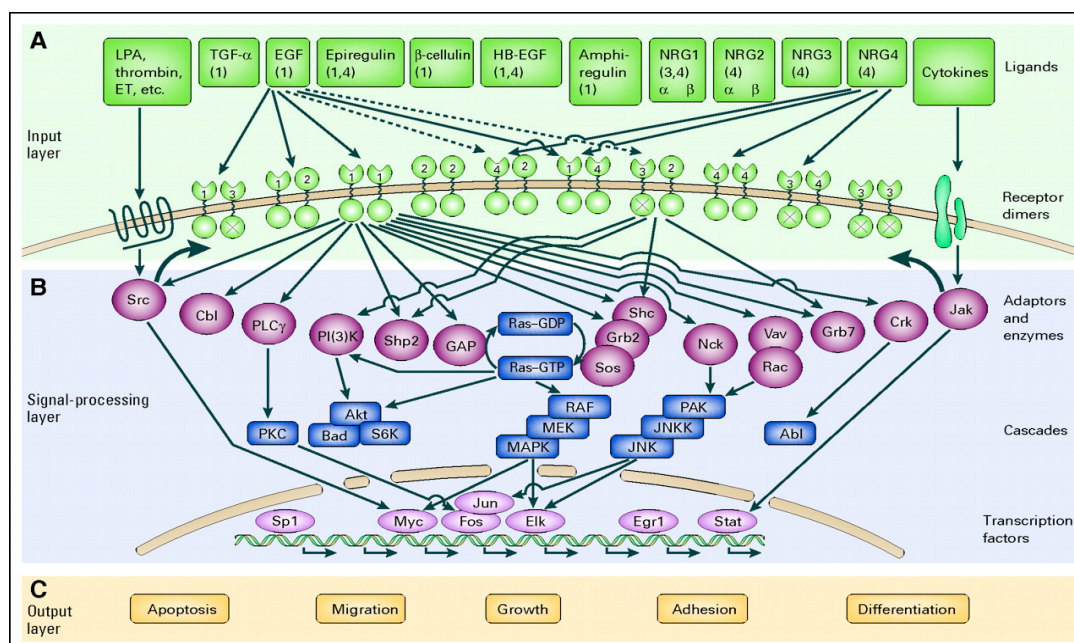 A
LPA,
thrombin,
ET, etc.
TGF-α
(1)
EGF
(1)
Epiregulin
(1,4)
β-cellulin
(1)
HB-EGF
(1,4)
Amphi-
regulin
(1)
NRG1
(3,4)
α β
NRG2
(4)
α β
NRG3
(4)
NRG4
(4)
Cytokines
Ligands
Input
layer
1 3
1 2
1 1
2 2
4 2
1 4
3 2
4 4
3 4
3 3
Receptor
dimers
B
Src
Cbl
PLCγ
PI(3)K
Shp2
GAP
Ras–GDP
Ras–GTP
Shc
Grb2
Sos
Nck
Vav
Rac
Grb7
Crk
Jak
Adaptors
and
enzymes
Signal-processing
layer
PKC
Akt
Bad
S6K
RAF
MEK
MAPK
PAK
JNKK
JNK
Abl
Cascades
Sp1
Myc
Jun
Fos
Elk
Egr1
Stat
Transcription
factors
C
Output
layer
Apoptosis
Migration
Growth
Adhesion
Differentiation